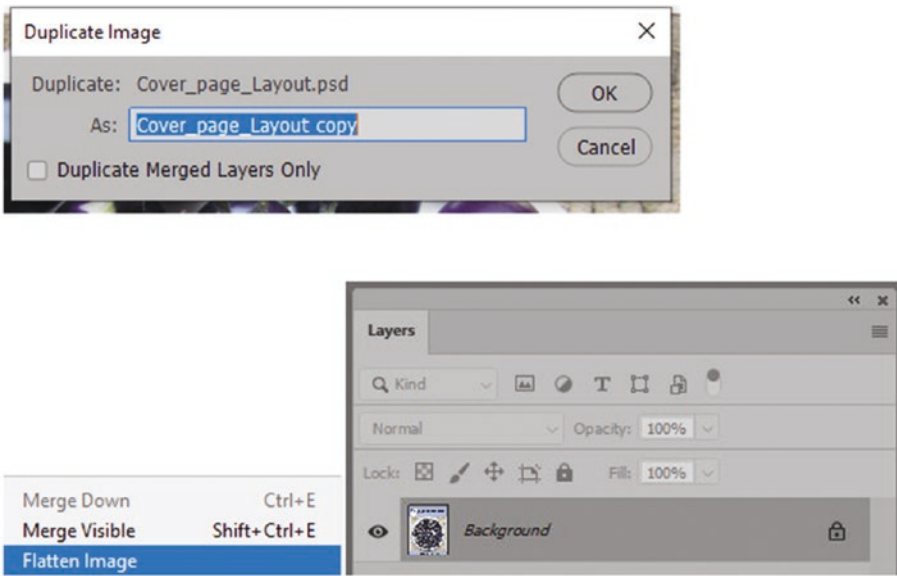 Duplicate Image
Duplicate: Cover_page_Layout.psd
As: Cover_page_Layout copy
Duplicate Merged Layers Only
OK
Cancel
Merge Down Ctrl+E
Merge Visible Shift+Ctrl+E
Flatten Image
Layers
Kind
Normal Opacity: 100%
Lock: Fill: 100%
Background